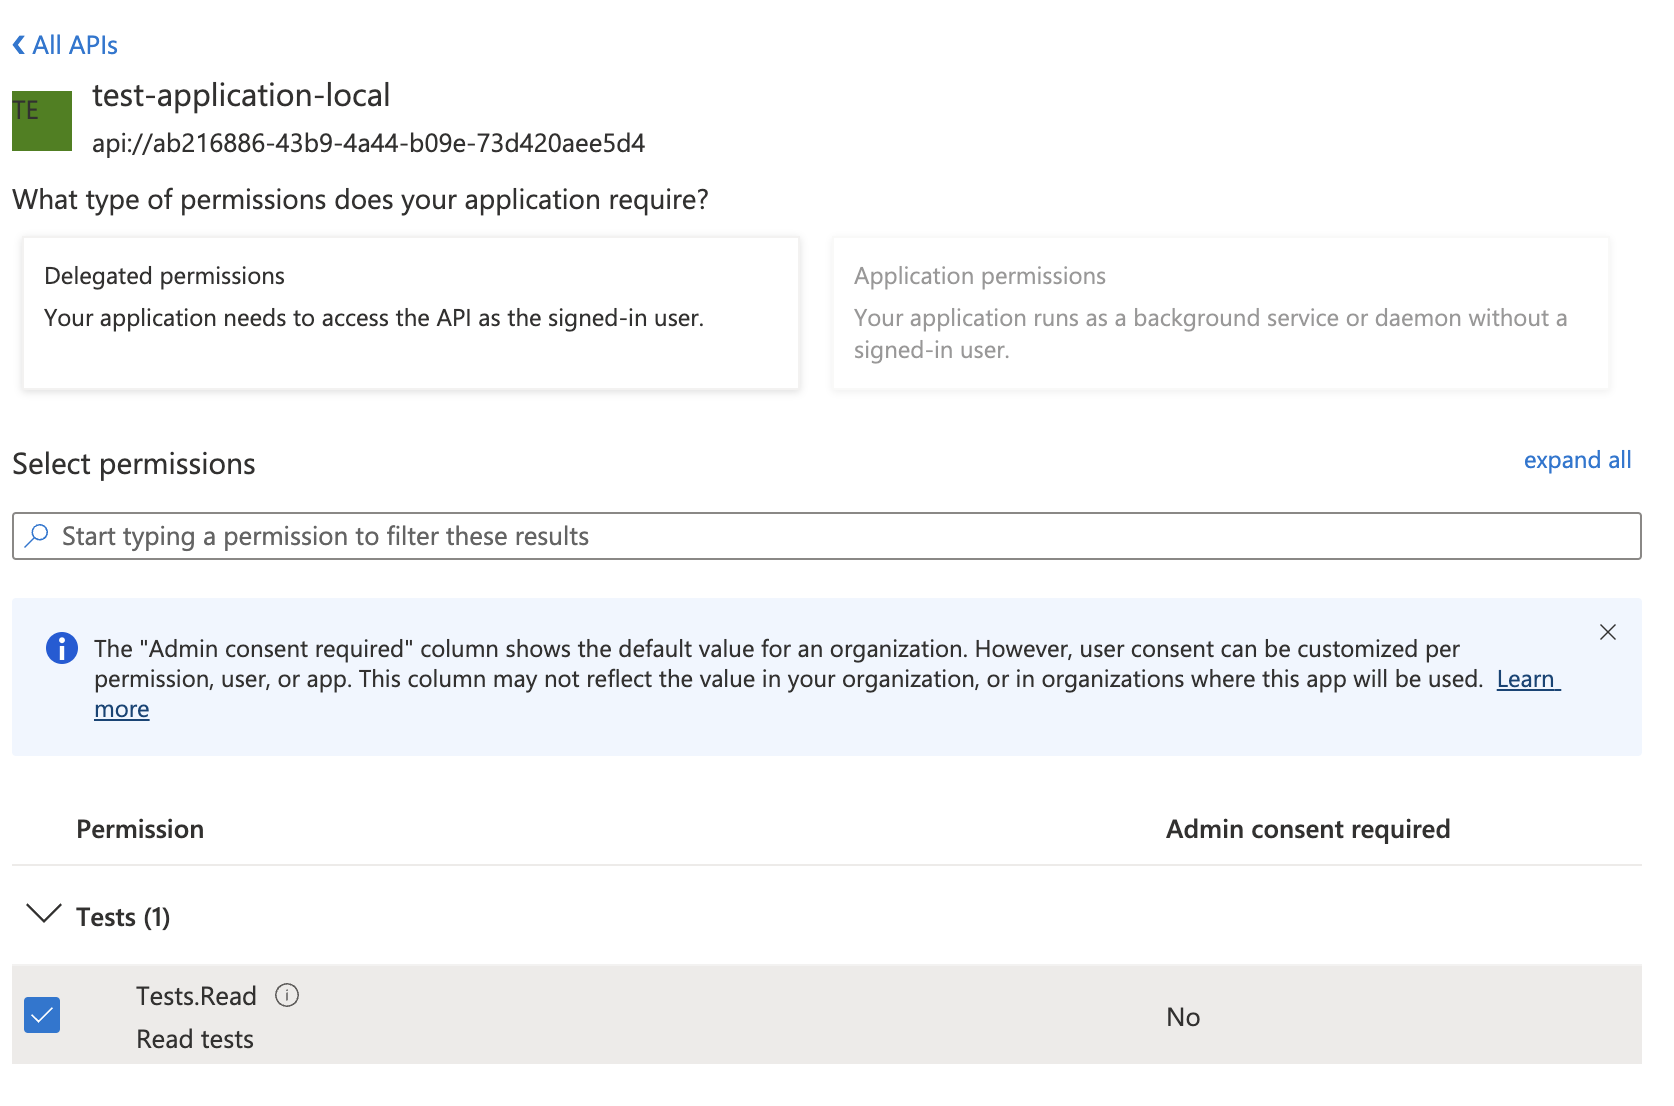 All APIs
TE
test-application-local
api://ab216886-43b9-4a44-b09e-73d420aee5d4
What type of permissions does your application require?
Delegated permissions
Your application needs to access the API as the signed-in user.
Application permissions
Your application runs as a background service or daemon without a
signed-in user.
Select permissions
expand all
Start typing a permission to filter these results
The "Admin consent required" column shows the default value for an organization. However, user consent can be customized per
permission, user, or app. This column may not reflect the value in your organization, or in organizations where this app will be used. Learn
more
Permission
Admin consent required
Tests (1)
Tests.Read
Read tests
No